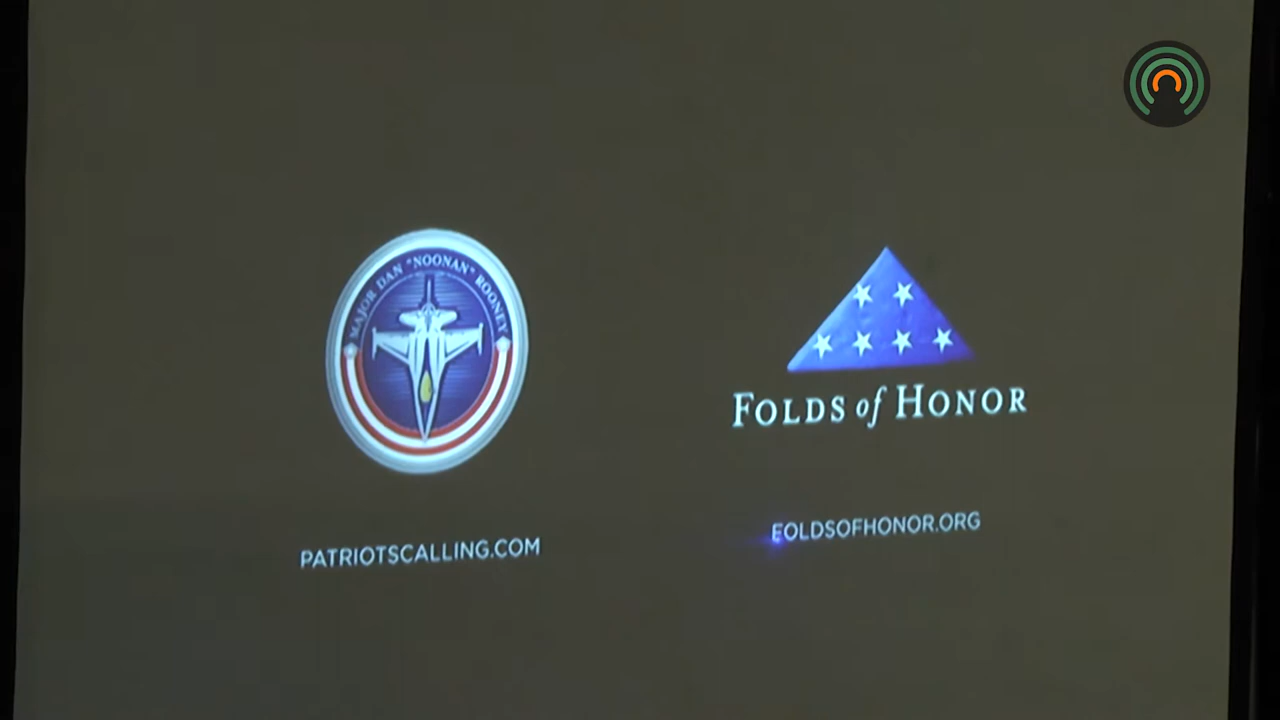 MAJOR DAN "NOONAN" ROONEY
FOLDS of HONOR
PATRIOTSCALLING.COM
FOLDSOFHONOR.ORG